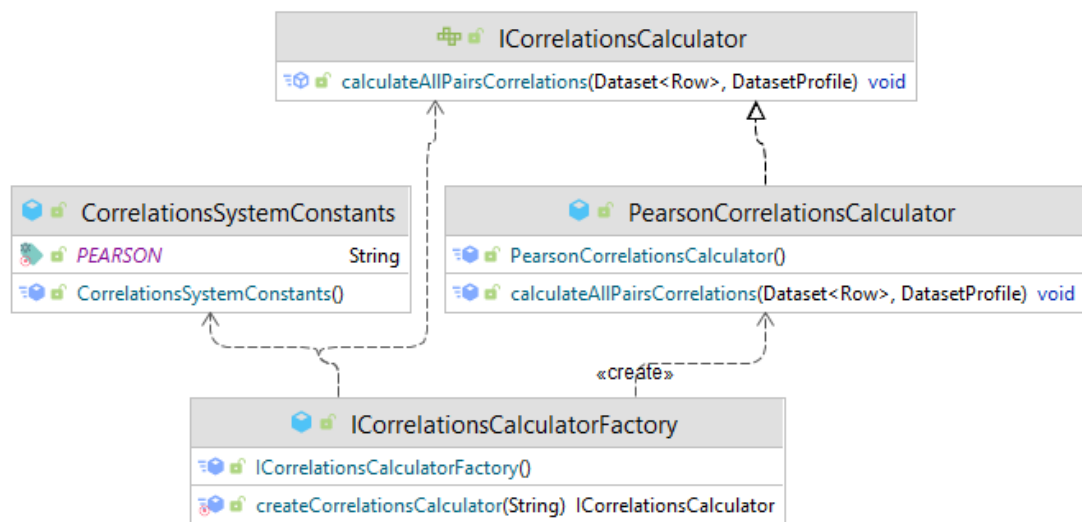 ICorrelationsCalculator
calculateAllPairsCorrelations(Dataset<Row>, DatasetProfile) void
CorrelationsSystemConstants
PEARSON String
CorrelationsSystemConstants()
PearsonCorrelationsCalculator
PearsonCorrelationsCalculator()
calculateAllPairsCorrelations(Dataset<Row>, DatasetProfile) void
«create»
ICorrelationsCalculatorFactory
ICorrelationsCalculatorFactory()
createCorrelationsCalculator(String) ICorrelationsCalculator